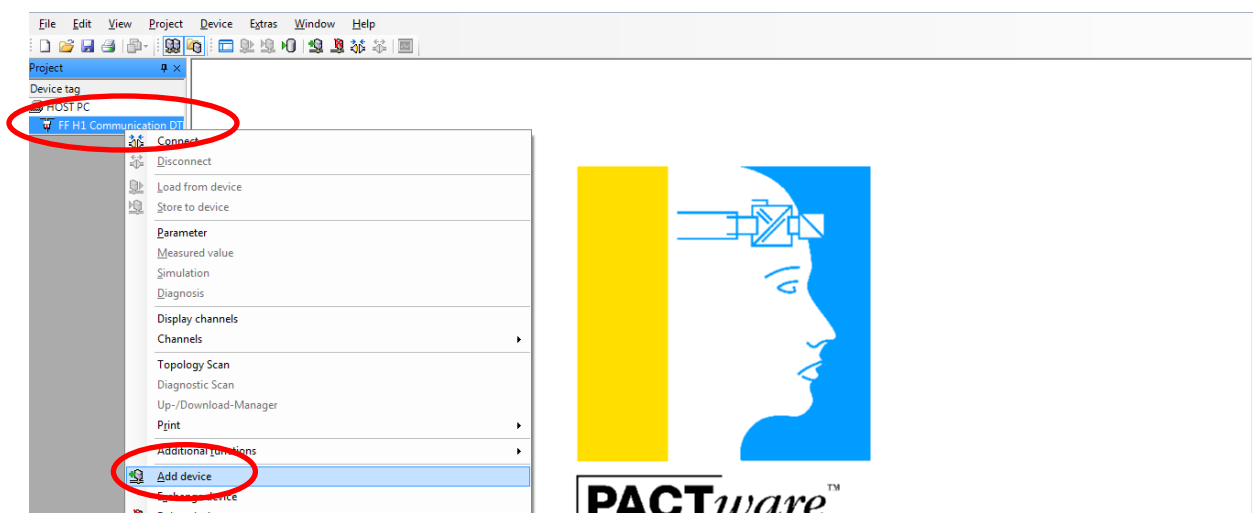 File Edit View Project Device Extras Window Help
Project
Device tag
HOST PC
FF H1 Communication DT
Connect
Disconnect
Load from device
Store to device
Parameter
Measured value
Simulation
Diagnosis
Display channels
Channels
Topology Scan
Diagnostic Scan
Up-/Download-Manager
Print
Additional functions
Add device
Exchange device
PACTware™